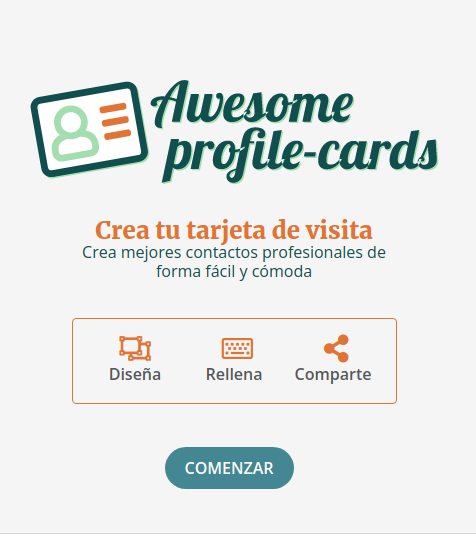 Awesome
profile-cards
Crea tu tarjeta de visita
Crea mejores contactos profesionales de
forma fácil y cómoda
Diseña Rellena Comparte
COMENZAR